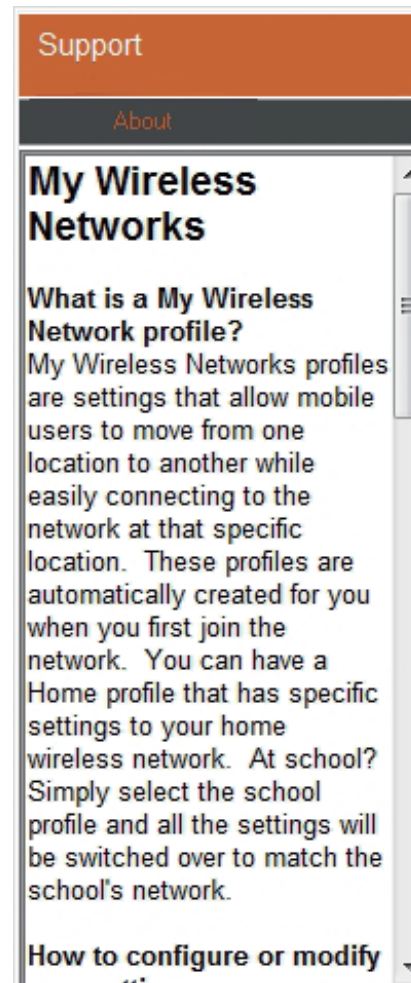 Support
About
My Wireless
Networks
What is a My Wireless
Network profile?
My Wireless Networks profiles
are settings that allow mobile
users to move from one
location to another while
easily connecting to the
network at that specific
location.  These profiles are
automatically created for you
when you first join the
network.  You can have a
Home profile that has specific
settings to your home
wireless network.  At school?
Simply select the school
profile and all the settings will
be switched over to match the
school's network.
How to configure or modify